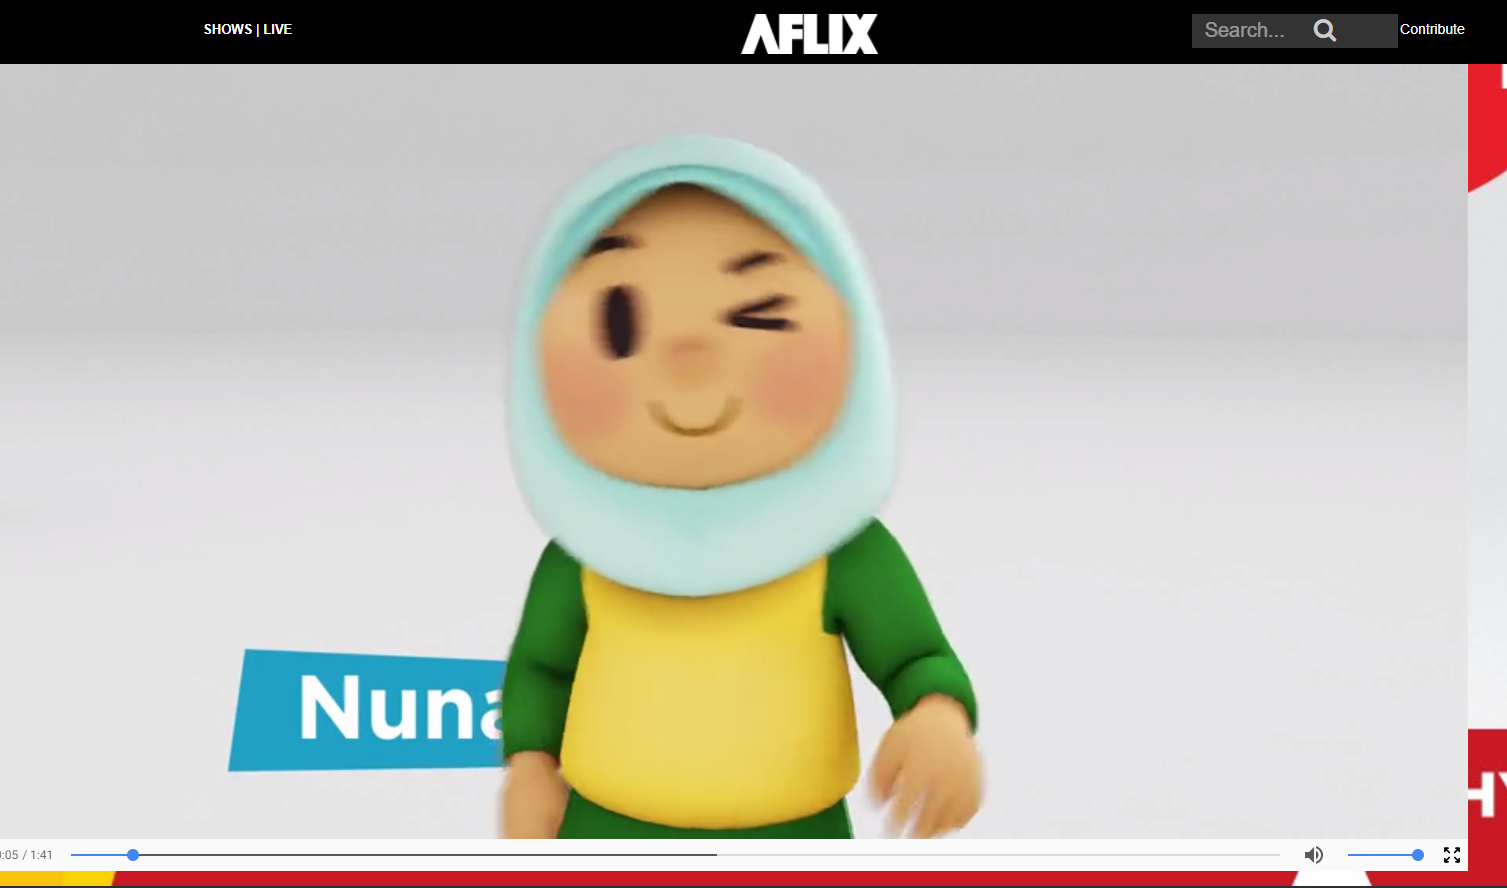 SHOWS | LIVE
AFLIX
Search...
Contribute
Nuna
:05 / 1:41